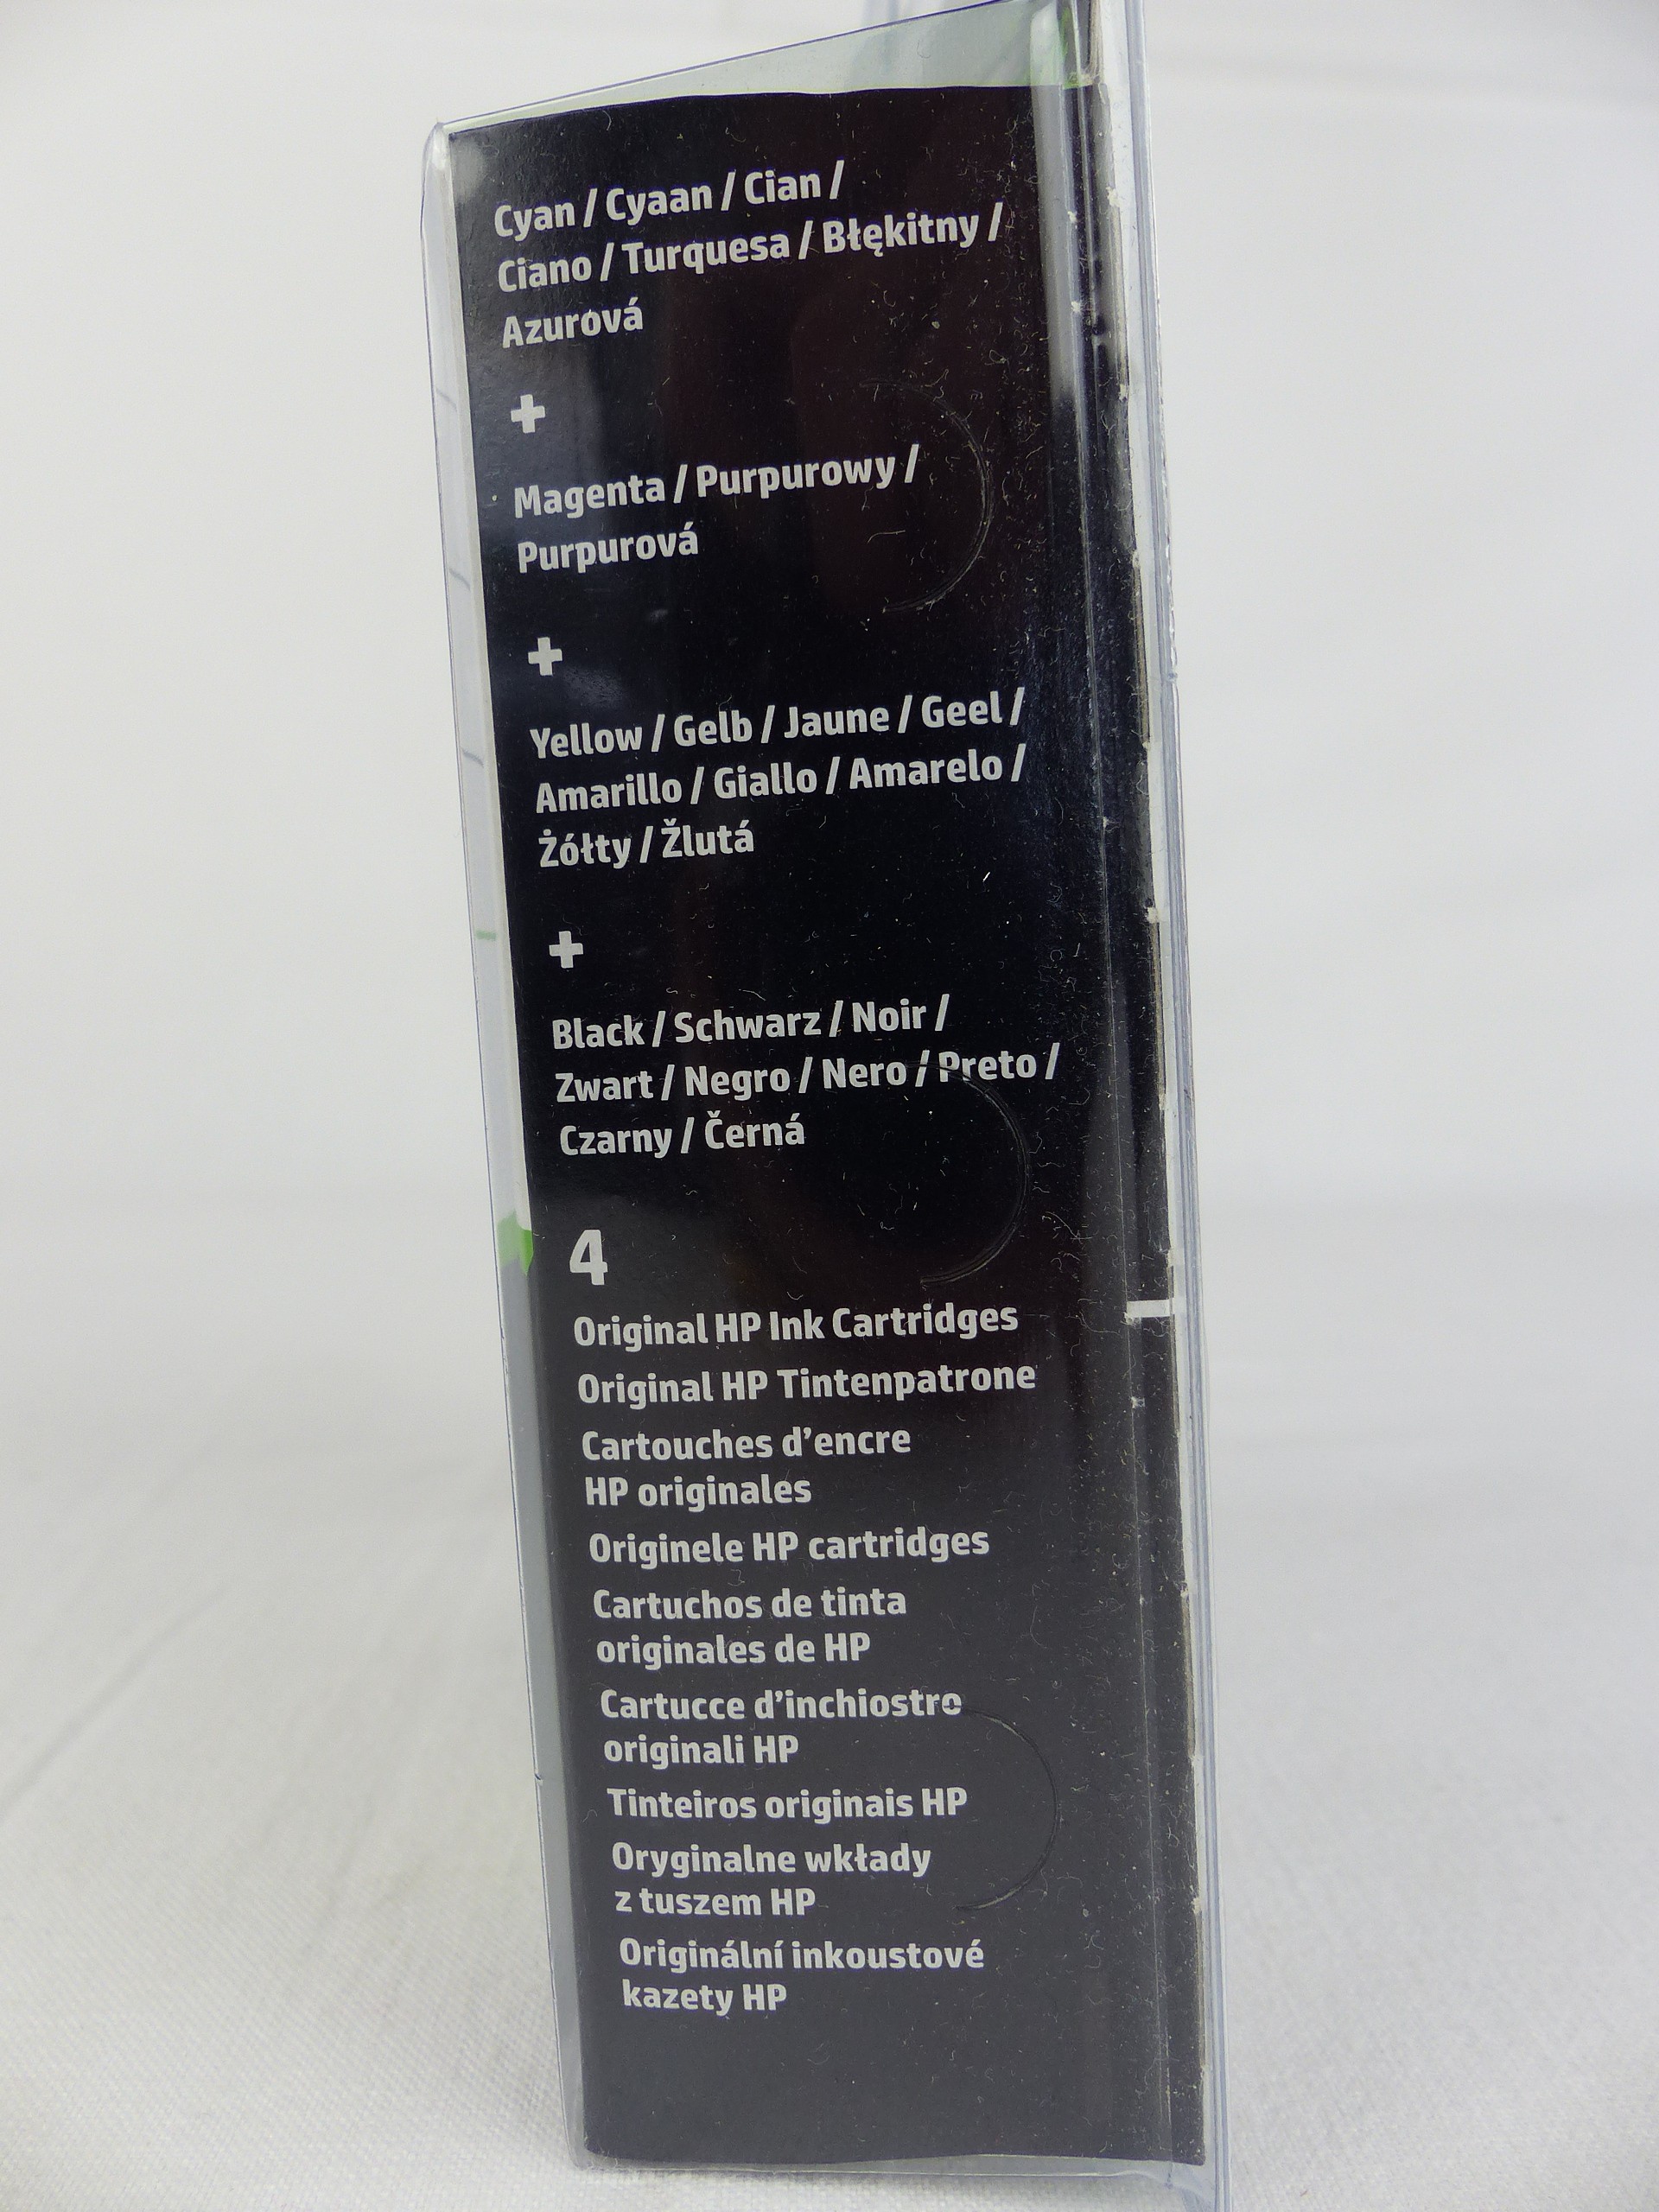 Cyan / Cyaan / Cian /
Ciano / Turquesa / Błękitny /
Azurová
+
Magenta / Purpurowy /
Purpurová
+
Yellow / Gelb / Jaune / Geel /
Amarillo / Giallo / Amarelo /
Żółty / Žlutá
+
Black / Schwarz / Noir /
Zwart / Negro / Nero / Preto /
Czarny / Černá
4
Original HP Ink Cartridges
Original HP Tintenpatrone
Cartouches d’encre
HP originales
Originele HP cartridges
Cartuchos de tinta
originales de HP
Cartucce d’inchiostro
originali HP
Tinteiros originais HP
Oryginalne wkłady
z tuszem HP
Originální inkoustové
kazety HP